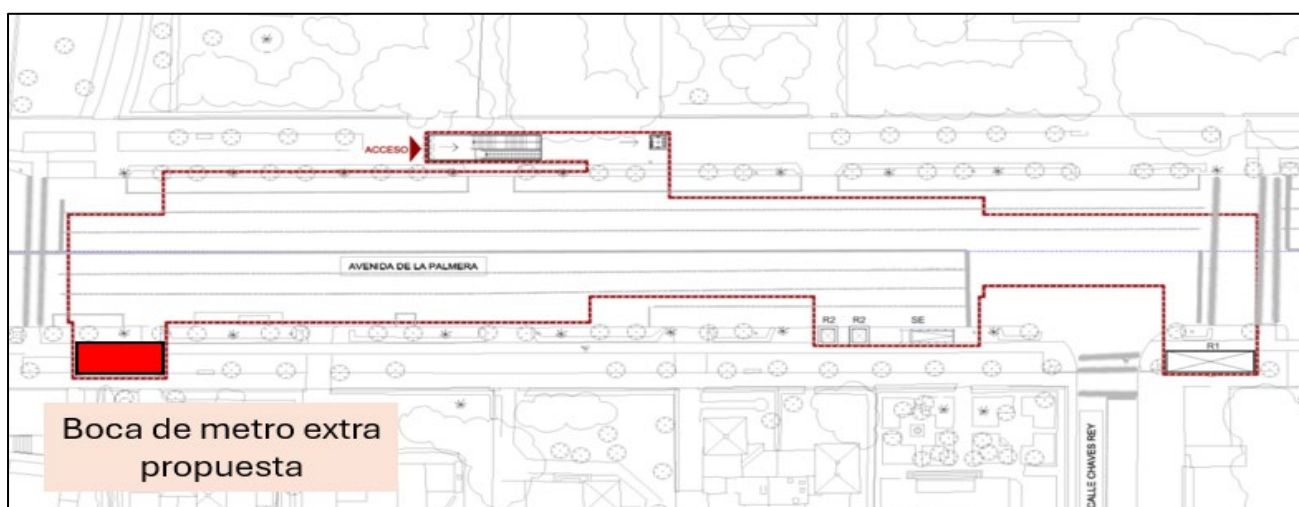 ACCESO
AVENIDA DE LA PALMERA
R2 R2 SE
R1
Boca de metro extra
propuesta
CALLE CHAVES REY